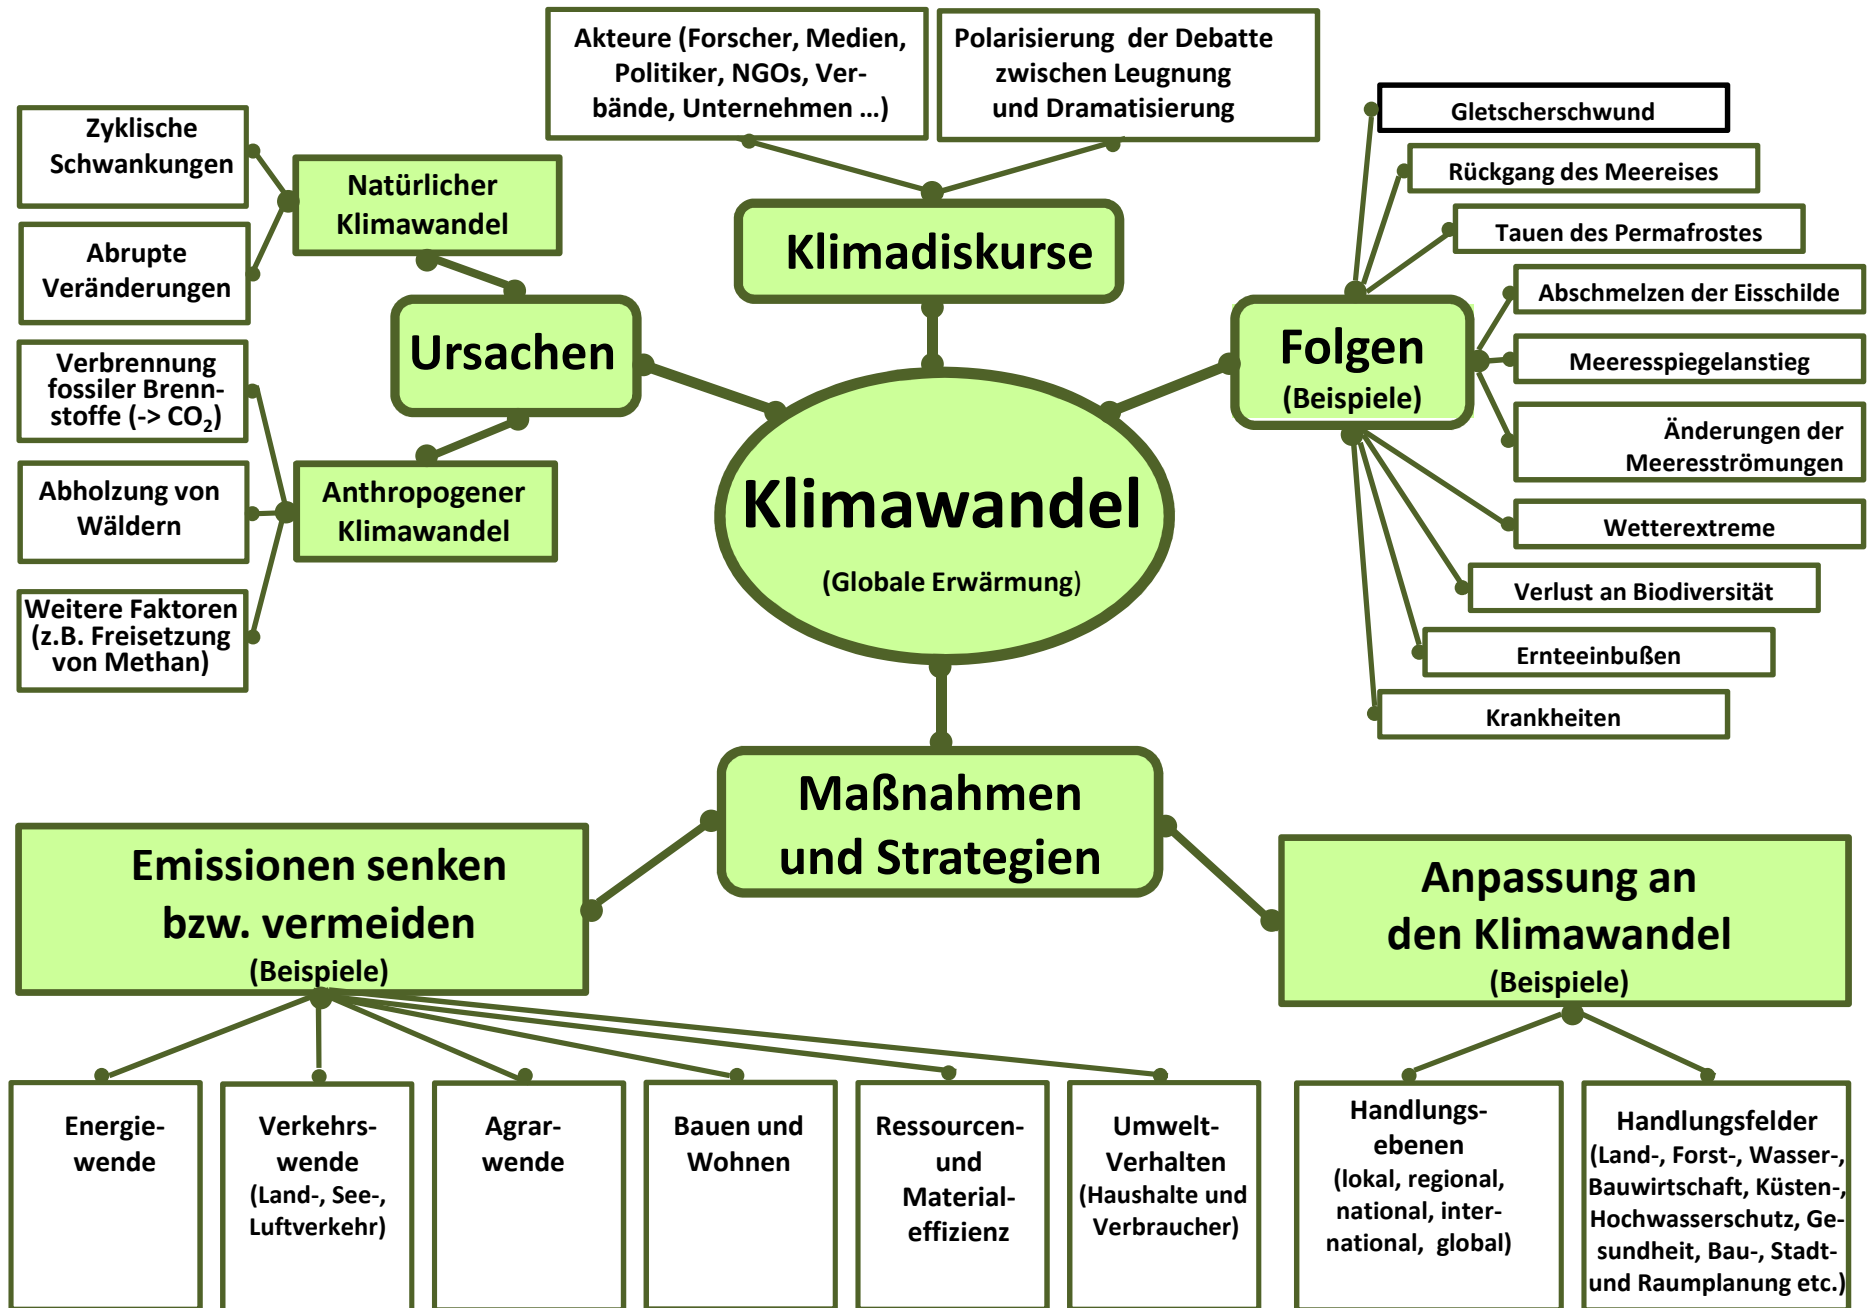 Akteure (Forscher, Medien,
Politiker, NGOs, Ver-
bände, Unternehmen ...)
Polarisierung der Debatte
zwischen Leugnung
und Dramatisierung
Zyklische
Schwankungen
Abrupte
Veränderungen
Natürlicher
Klimawandel
Klimadiskurse
Ursachen
Verbrennung
fossiler Brenn-
stoffe (-> CO₂)
Abholzung von
Wäldern
Weitere Faktoren
(z.B. Freisetzung
von Methan)
Anthropogener
Klimawandel
Klimawandel
(Globale Erwärmung)
Folgen
(Beispiele)
Gletscherschwund
Rückgang des Meereises
Tauen des Permafrostes
Abschmelzen der Eisschilde
Meeresspiegelanstieg
Änderungen der
Meeresströmungen
Wetterextreme
Verlust an Biodiversität
Ernteeinbußen
Krankheiten
Maßnahmen
und Strategien
Emissionen senken
bzw. vermeiden
(Beispiele)
Anpassung an
den Klimawandel
(Beispiele)
Energie-
wende
Verkehrs-
wende
(Land-, See-,
Luftverkehr)
Agrar-
wende
Bauen und
Wohnen
Ressourcen-
und
Material-
effizienz
Umwelt-
Verhalten
(Haushalte und
Verbraucher)
Handlungs-
ebenen
(lokal, regional,
national, inter-
national, global)
Handlungsfelder
(Land-, Forst-, Wasser-,
Bauwirtschaft, Küsten-,
Hochwasserschutz, Ge-
sundheit, Bau-, Stadt-
und Raumplanung etc.)